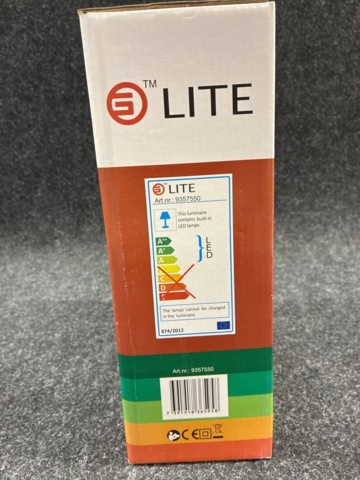 G ™ LITE
G LITE
Art.nr.: 9357550
This luminaire
contains built-in
LED lamps.
A++
A+
A
B
C
D
E
LED
The lamps cannot be changed
in the luminaire.
874/2012
Art.nr.: 9357550
CE